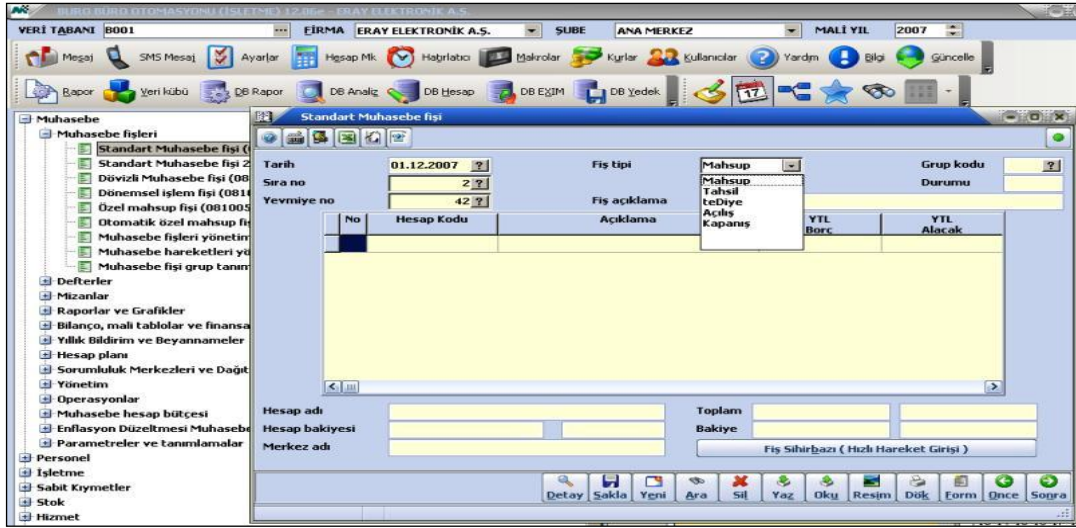 BURO BÜRO OTOMASYONU (İŞLETME) 12.06e - ERAY ELEKTRONİK A.Ş.
VERİ TABANI B001 FİRMA ERAY ELEKTRONİK A.Ş. ŞUBE ANA MERKEZ MALİ YIL 2007
Mesaj SMS Mesaj Ayarlar Hesap Mk Hatırlatıcı Makrolar Kurlar Kullanıcılar Yardım Bilgi Güncelle
Rapor Veri kübü DB Rapor DB Analiz DB Hesap DB EXIM DB Yedek 17
Muhasebe
Muhasebe fişleri
Standart Muhasebe fişi (
Standart Muhasebe fişi 2
Dövizli Muhasebe fişi (08
Dönemsel işlem fişi (081
Özel mahsup fişi (081005
Otomatik özel mahsup fiş
Muhasebe fişleri yönetim
Muhasebe hareketleri yö
Muhasebe fişi grup tanım
Defterler
Mizanlar
Raporlar ve Grafikler
Bilanço, mali tablolar ve finansa
Yıllık Bildirim ve Beyannameler
Hesap planı
Sorumluluk Merkezleri ve Dağıt
Yönetim
Operasyonlar
Muhasebe hesap bütçesi
Enflasyon Düzeltmesi Muhasebe
Parametreler ve tanımlamalar
Personel
İşletme
Sabit Kıymetler
Stok
Hizmet
Standart Muhasebe fişi
Tarih 01.12.2007 ? Fiş tipi Mahsup Grup kodu ?
Sıra no 2 ? Durumu
Yevmiye no 42 ? Fiş açıklama
Mahsup
Tahsil
teDiye
Açılış
Kapanış
No Hesap Kodu Açıklama YTL Borç YTL Alacak
Hesap adı Toplam
Hesap bakiyesi Bakiye
Merkez adı Fiş Sihirbazı ( Hızlı Hareket Girişi )
Detay Sakla Yeni Ara Sil Yaz Oku Resim Dök Form Önce Sonra